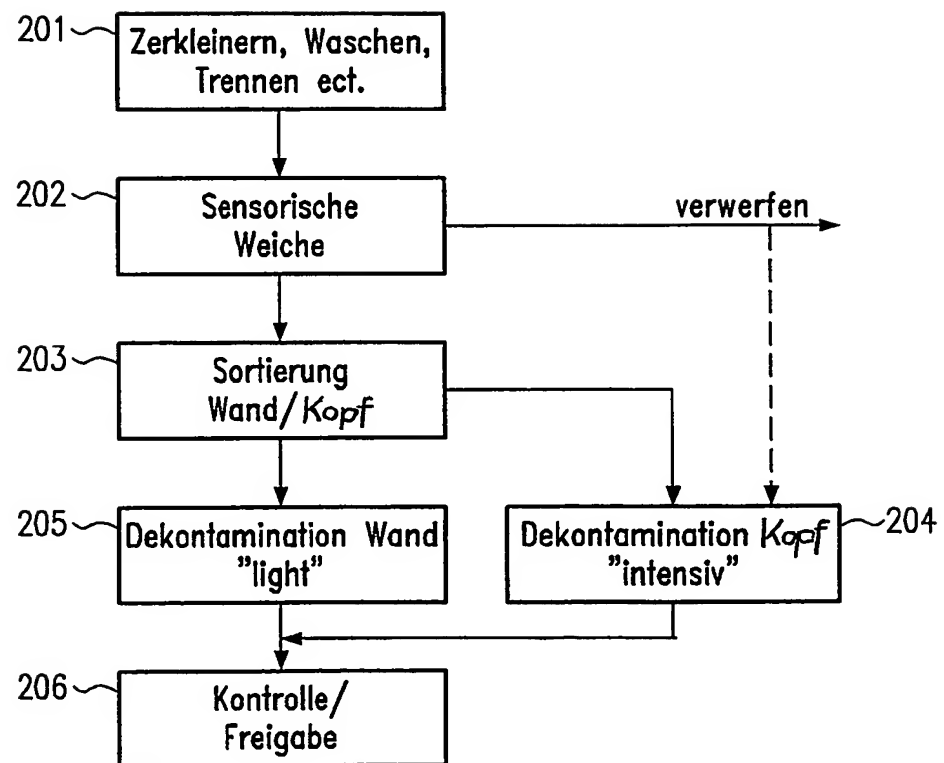 201
Zerkleinern, Waschen,
Trennen ect.
202
Sensorische
Weiche
verwerfen
203
Sortierung
Wand/Kopf
205
Dekontamination Wand
"light"
Dekontamination Kopf
"intensiv"
204
206
Kontrolle/
Freigabe